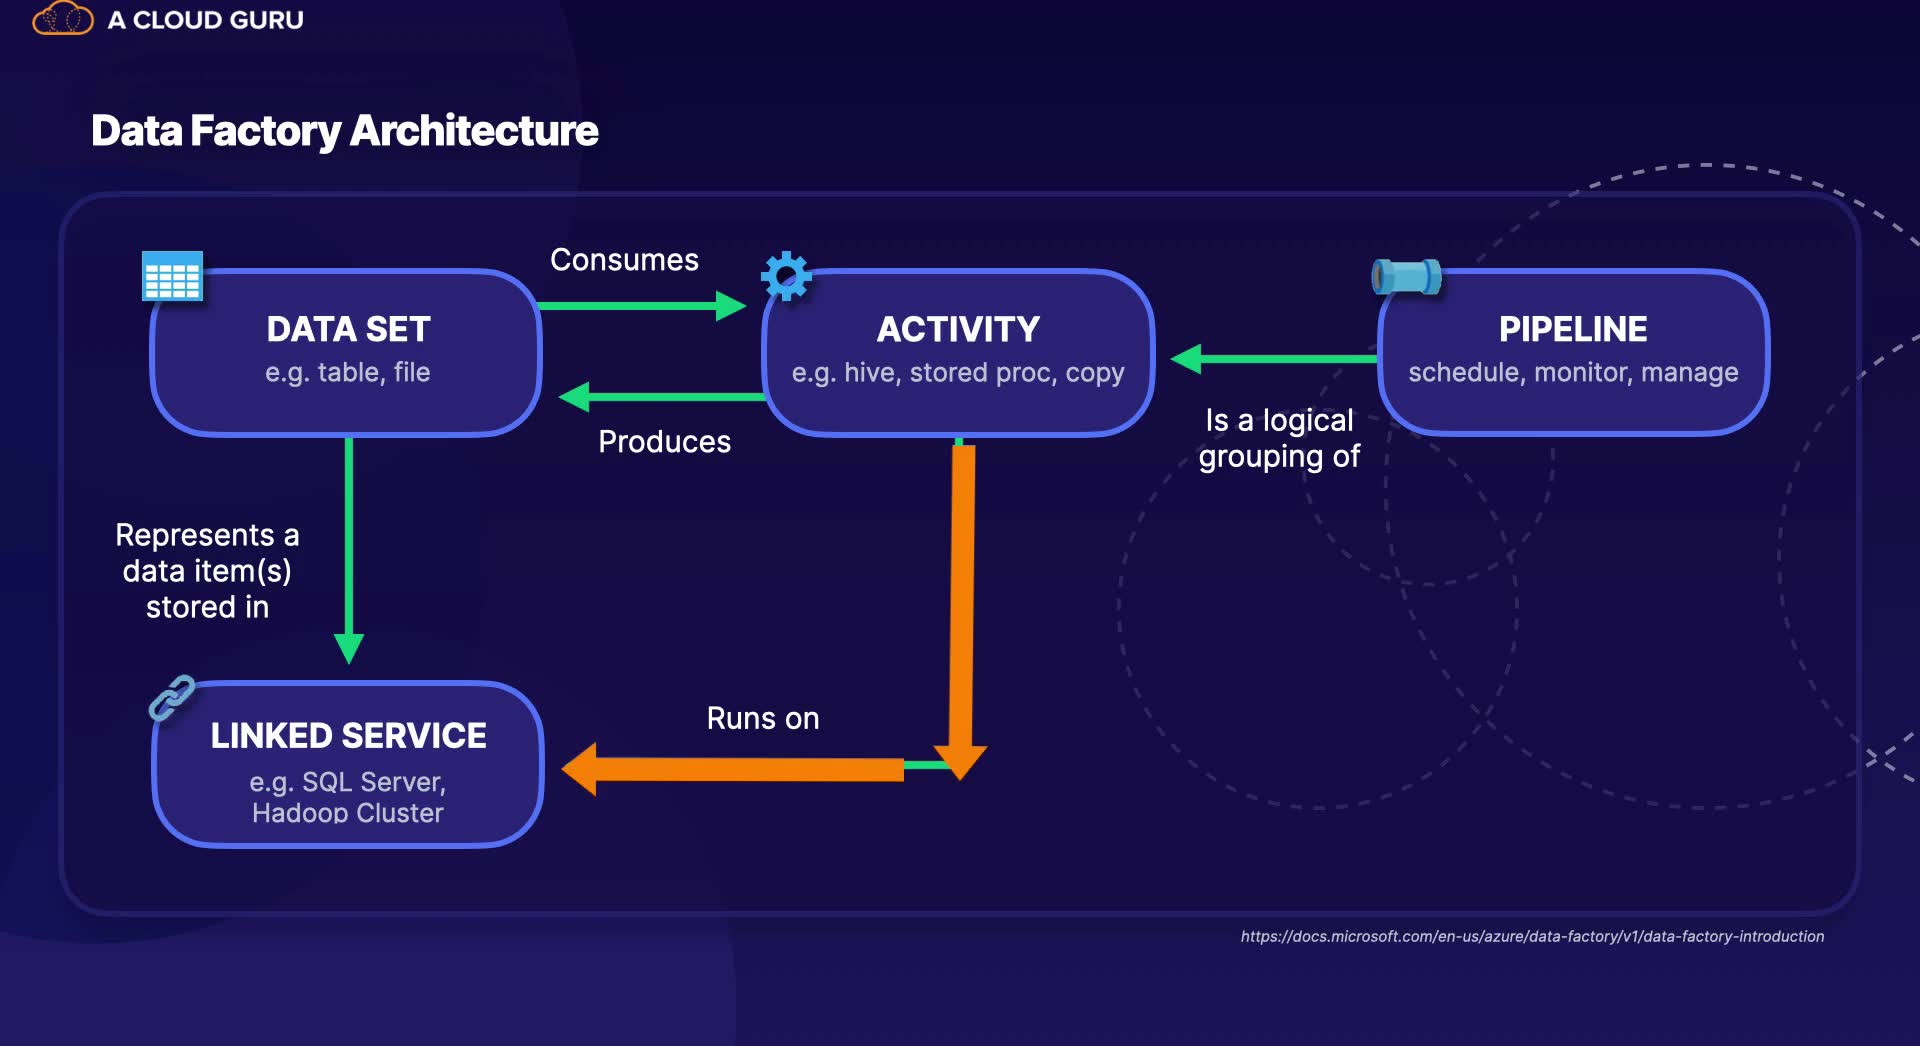 A CLOUD GURU
Data Factory Architecture
Consumes
DATA SET
e.g. table, file
ACTIVITY
e.g. hive, stored proc, copy
PIPELINE
schedule, monitor, manage
Produces
Is a logical
grouping of
Represents a
data item(s)
stored in
Runs on
LINKED SERVICE
e.g. SQL Server,
Hadoop Cluster
https://docs.microsoft.com/en-us/azure/data-factory/v1/data-factory-introduction